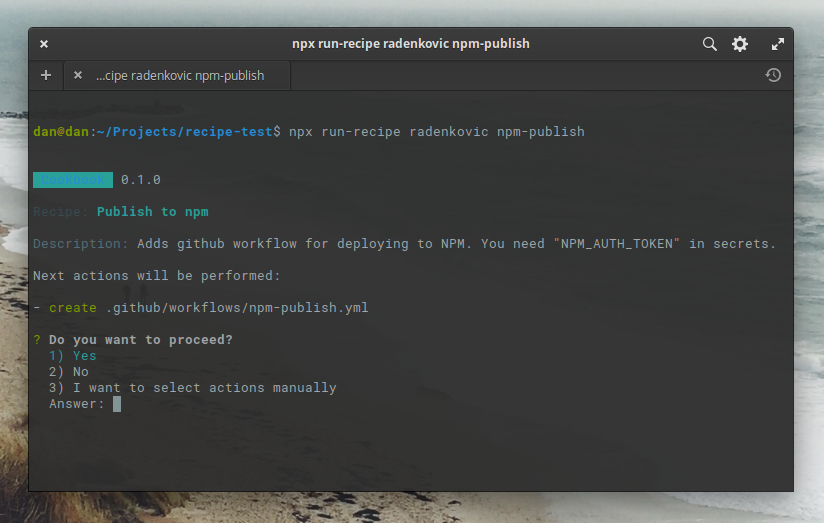 npx run-recipe radenkovic npm-publish
...cipe radenkovic npm-publish
dan@dan:~/Projects/recipe-test$ npx run-recipe radenkovic npm-publish
Cookbook 0.1.0
Recipe: Publish to npm
Description: Adds github workflow for deploying to NPM. You need "NPM_AUTH_TOKEN" in secrets.
Next actions will be performed:
- create .github/workflows/npm-publish.yml
? Do you want to proceed?
1) Yes
2) No
3) I want to select actions manually
Answer: